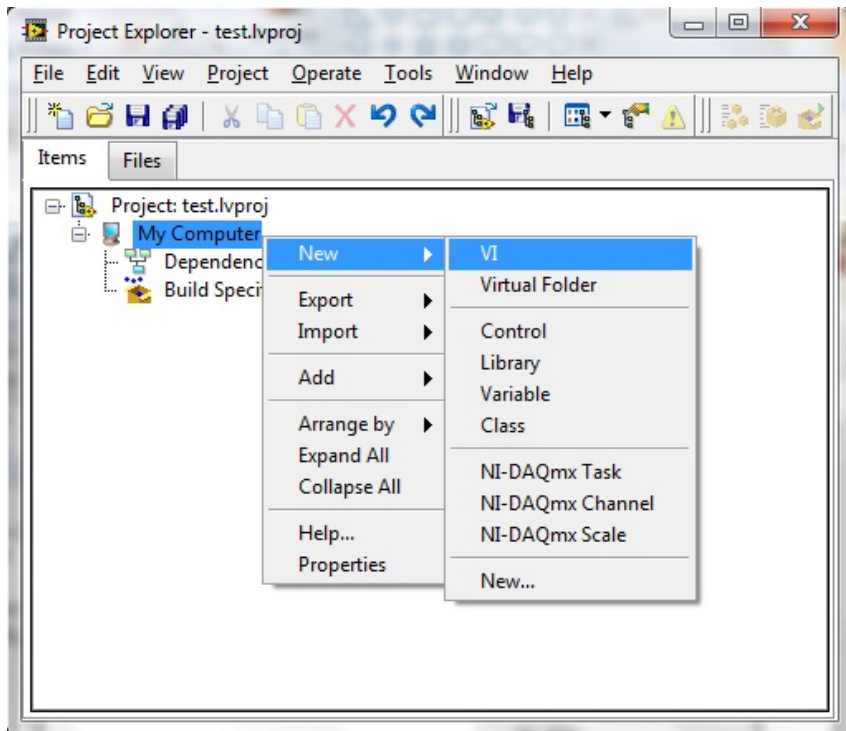 Project Explorer - test.lvproj
File Edit View Project Operate Tools Window Help
Items Files
Project: test.lvproj
My Computer
Dependenc
Build Specif
New
Export
Import
Add
Arrange by
Expand All
Collapse All
Help...
Properties
VI
Virtual Folder
Control
Library
Variable
Class
NI-DAQmx Task
NI-DAQmx Channel
NI-DAQmx Scale
New...